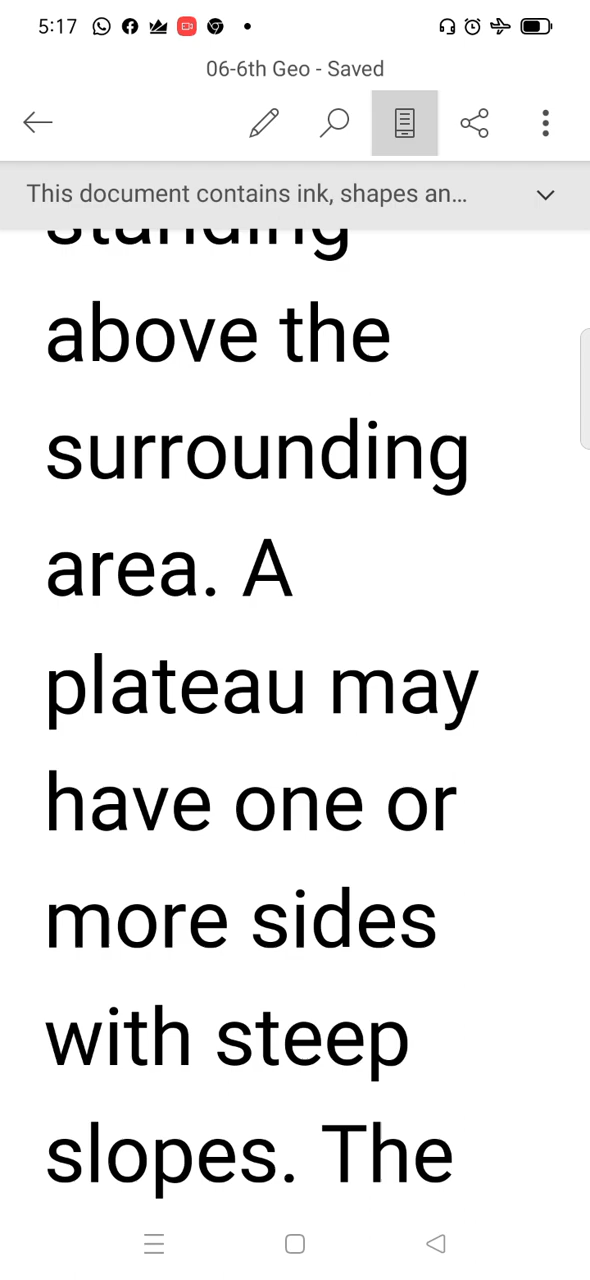 5:17
06-6th Geo - Saved
This document contains ink, shapes an...
standing
above the
surrounding
area. A
plateau may
have one or
more sides
with steep
slopes. The